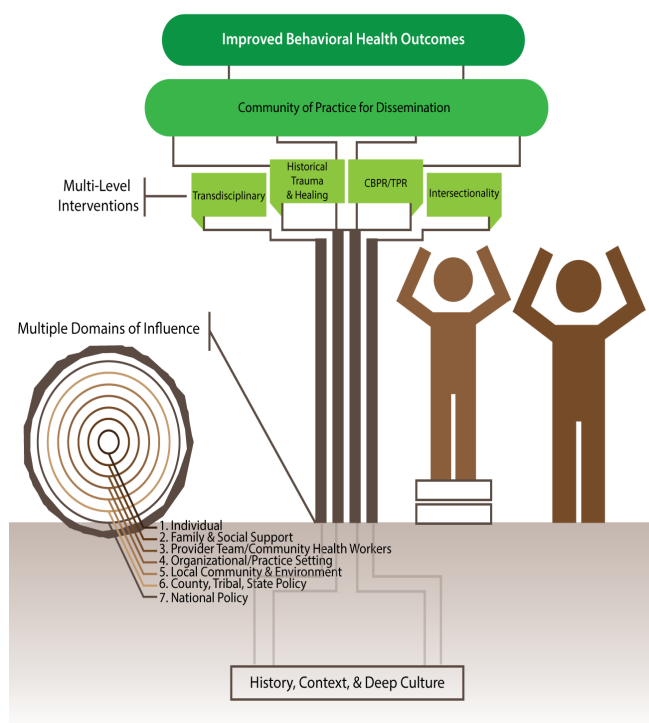 Improved Behavioral Health Outcomes
Community of Practice for Dissemination
Multi-Level
Interventions
Transdisciplinary
Historical
Trauma
& Healing
CBPR/TPR
Intersectionality
Multiple Domains of Influence
1. Individual
2. Family & Social Support
3. Provider Team/Community Health Workers
4. Organizational/Practice Setting
5. Local Community & Environment
6. County, Tribal, State Policy
7. National Policy
History, Context, & Deep Culture